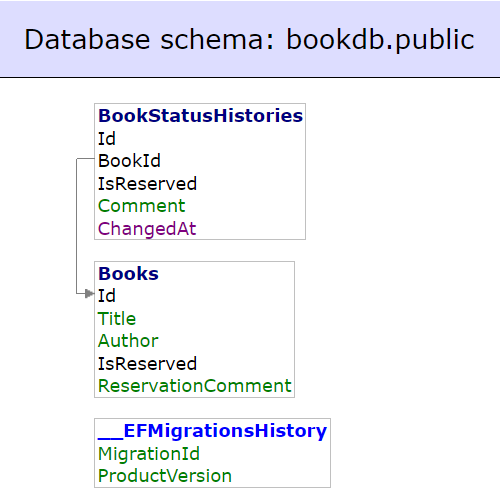 Database schema: bookdb.public
BookStatusHistories
Id
BookId
IsReserved
Comment
ChangedAt
Books
Id
Title
Author
IsReserved
ReservationComment
__EFMigrationsHistory
MigrationId
ProductVersion